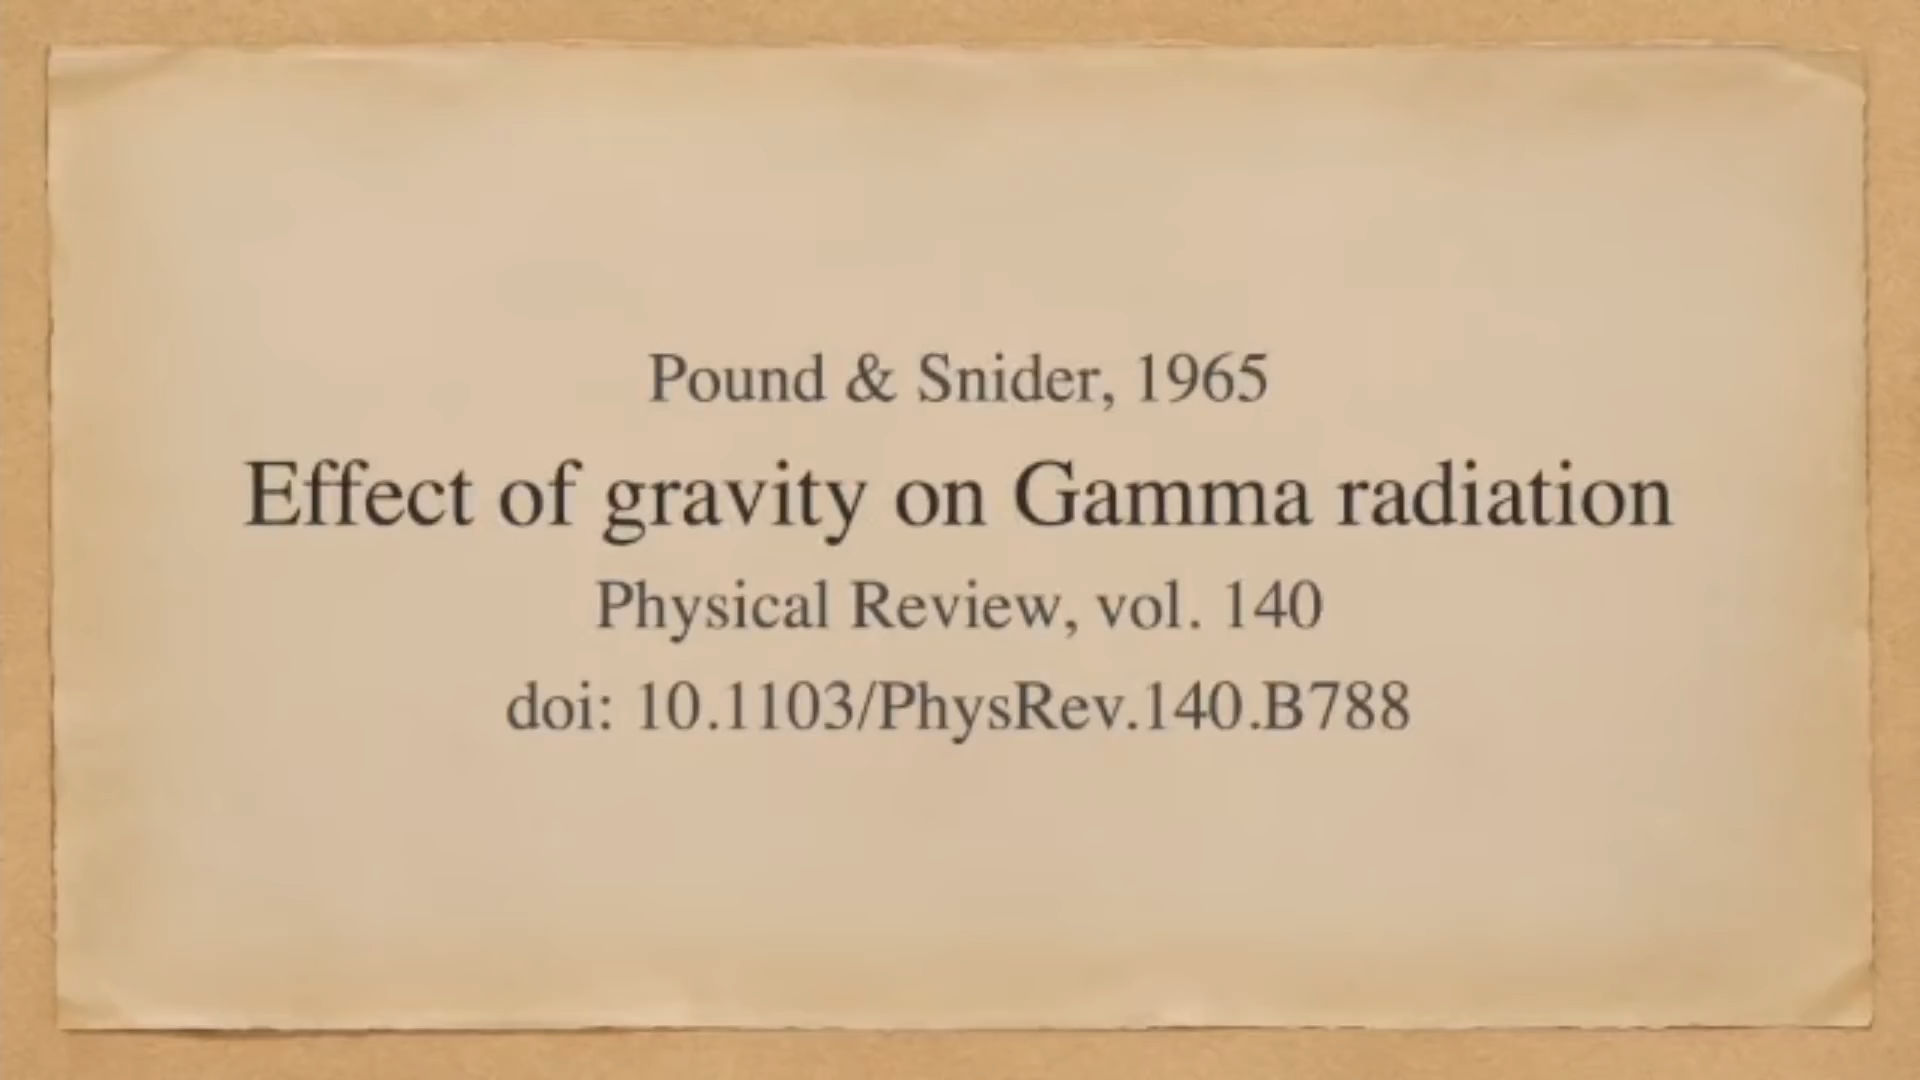 Pound & Snider, 1965
Effect of gravity on Gamma radiation
Physical Review, vol. 140
doi: 10.1103/PhysRev.140.B788